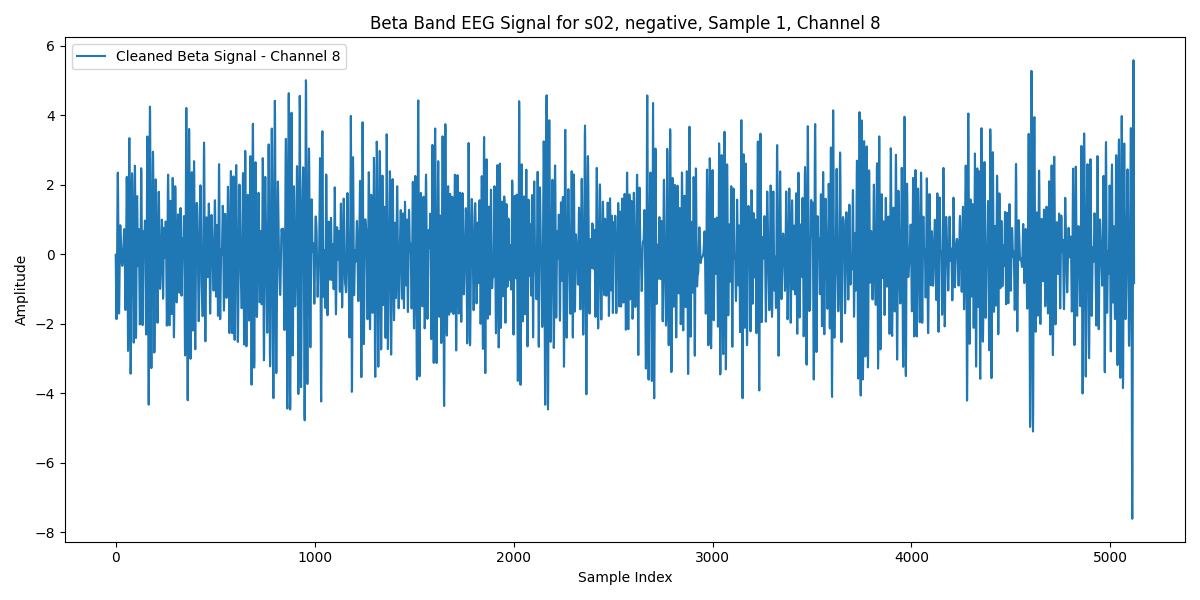 Beta Band EEG Signal for s02, negative, Sample 1, Channel 8
Cleaned Beta Signal - Channel 8
6
4
2
0
−2
−4
−6
−8
Amplitude
0 1000 2000 3000 4000 5000
Sample Index